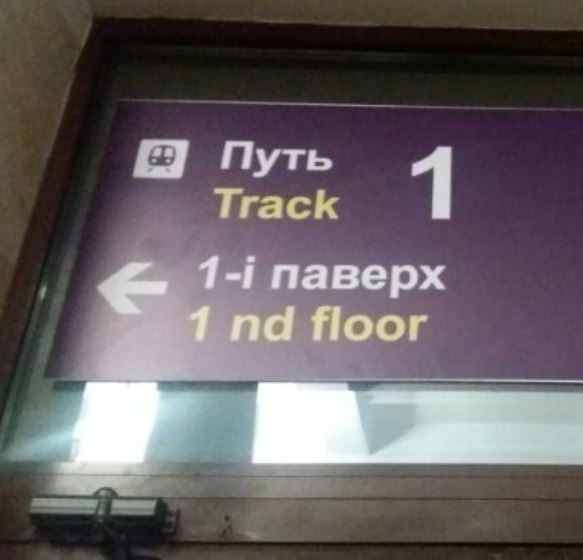 Путь 1
Track
1-і паверх
1 nd floor